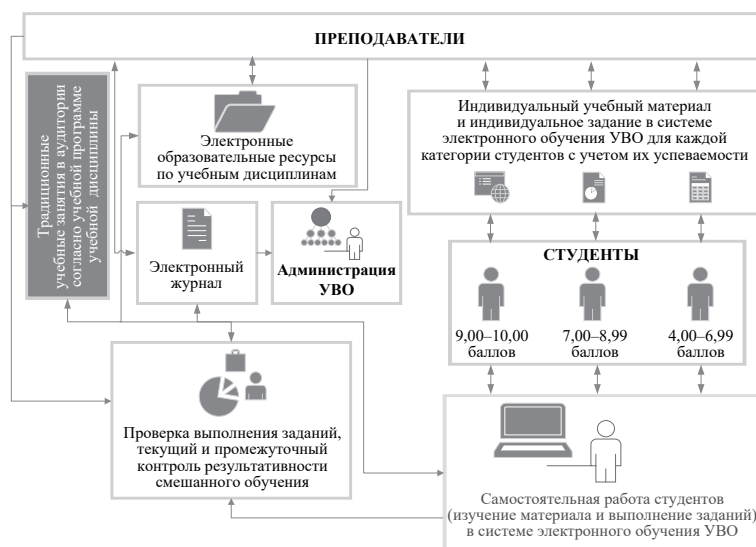 ПРЕПОДАВАТЕЛИ
Традиционные
учебные занятия в аудитории
согласно учебной программе
учебной дисциплины
Электронные
образовательные ресурсы
по учебным дисциплинам
Индивидуальный учебный материал
и индивидуальное задание в системе
электронного обучения УВО для каждой
категории студентов с учетом их успеваемости
Электронный
журнал
Администрация
УВО
СТУДЕНТЫ
9,00–10,00
баллов
7,00–8,99
баллов
4,00–6,99
баллов
Проверка выполнения заданий,
текущий и промежуточный
контроль результативности
смешанного обучения
Самостоятельная работа студентов
(изучение материала и выполнение заданий)
в системе электронного обучения УВО